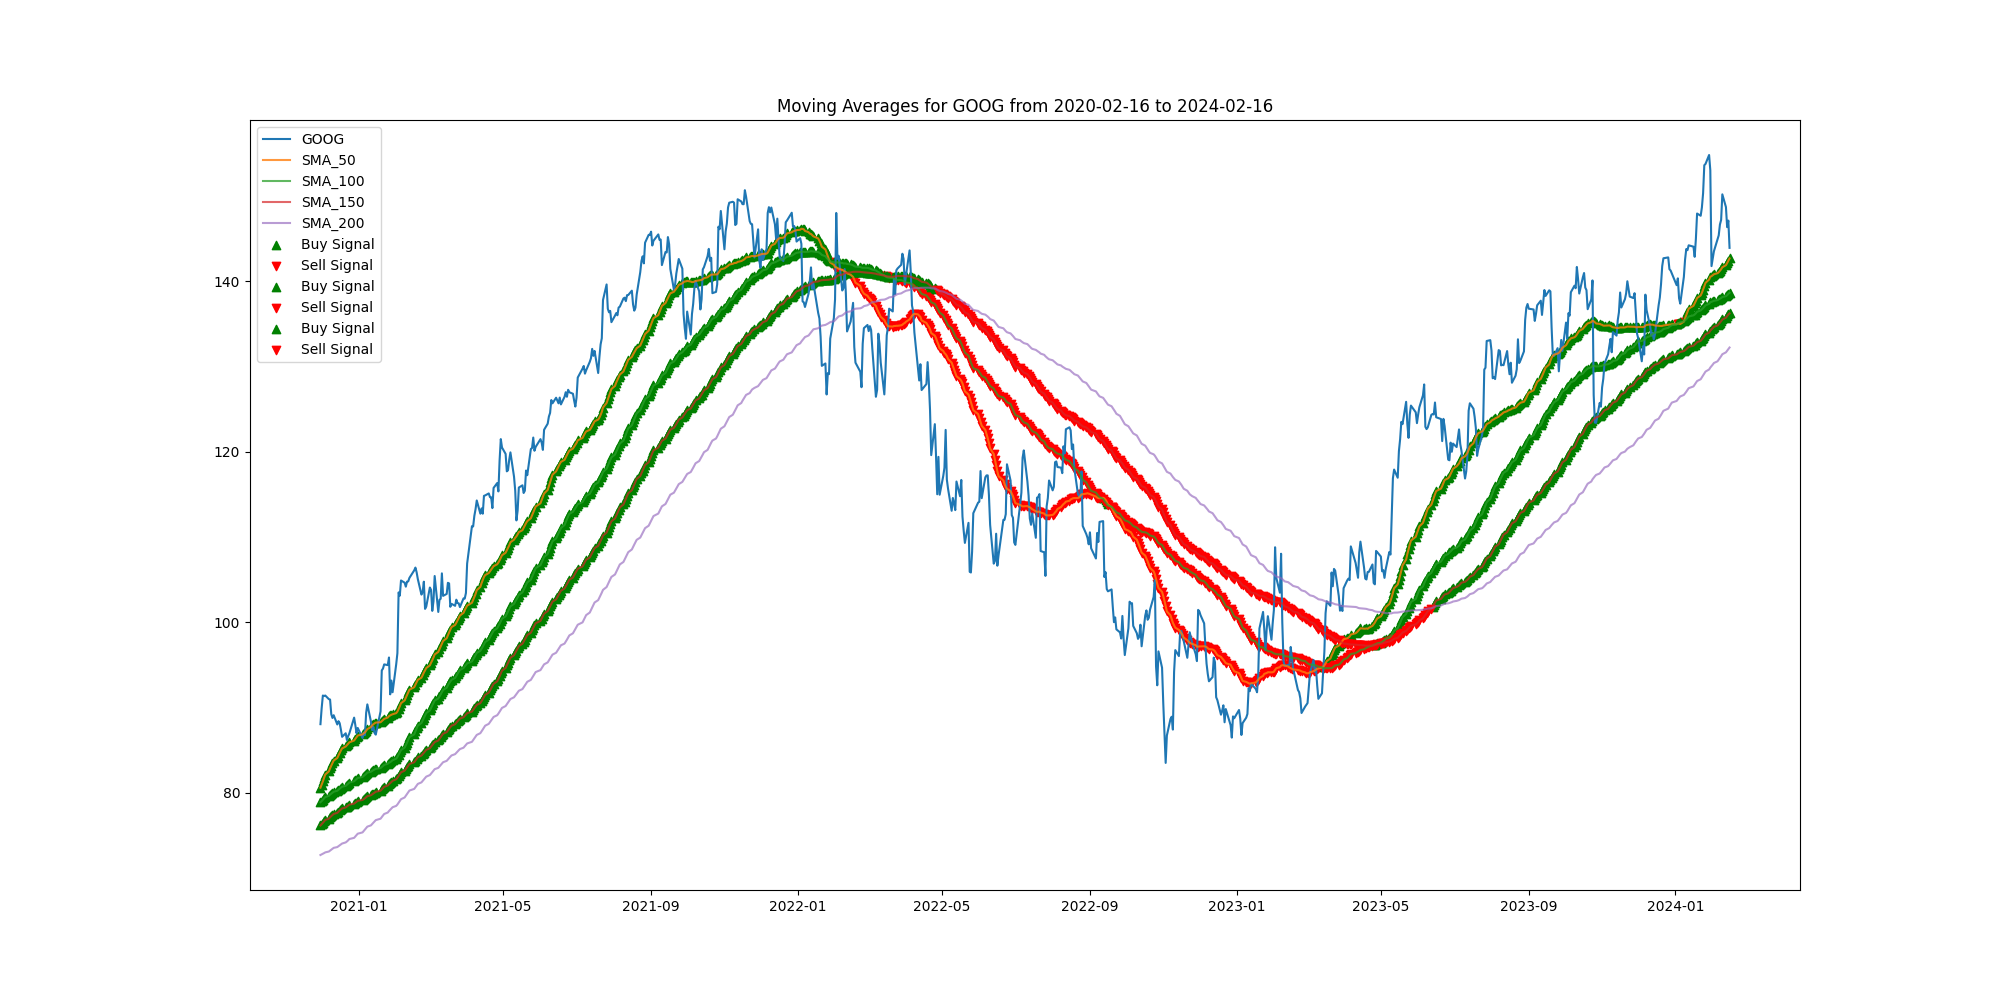 Moving Averages for GOOG from 2020-02-16 to 2024-02-16
GOOG
SMA_50
SMA_100
SMA_150
SMA_200
Buy Signal
Sell Signal
Buy Signal
Sell Signal
Buy Signal
Sell Signal
140
120
100
80
2021-01 2021-05 2021-09 2022-01 2022-05 2022-09 2023-01 2023-05 2023-09 2024-01